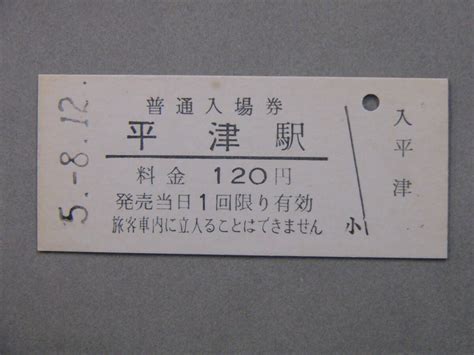 5.-8.12.
普通入場券
平津駅
料金 120円
発売当日1回限り有効
旅客車内に立入ることはできません
入
平
津
小